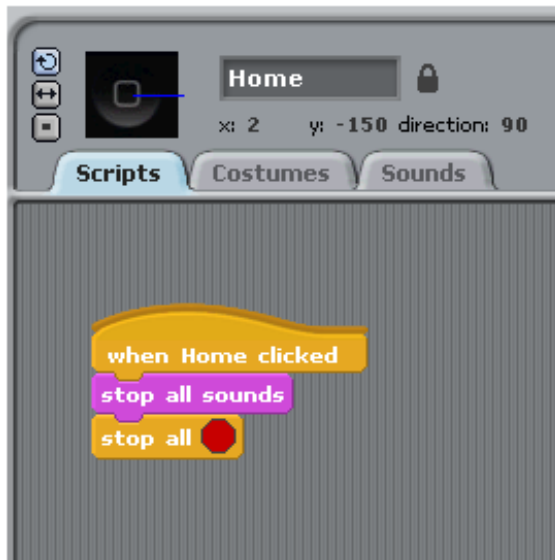 Home
x: 2 y: -150 direction: 90
Scripts Costumes Sounds
when Home clicked
stop all sounds
stop all